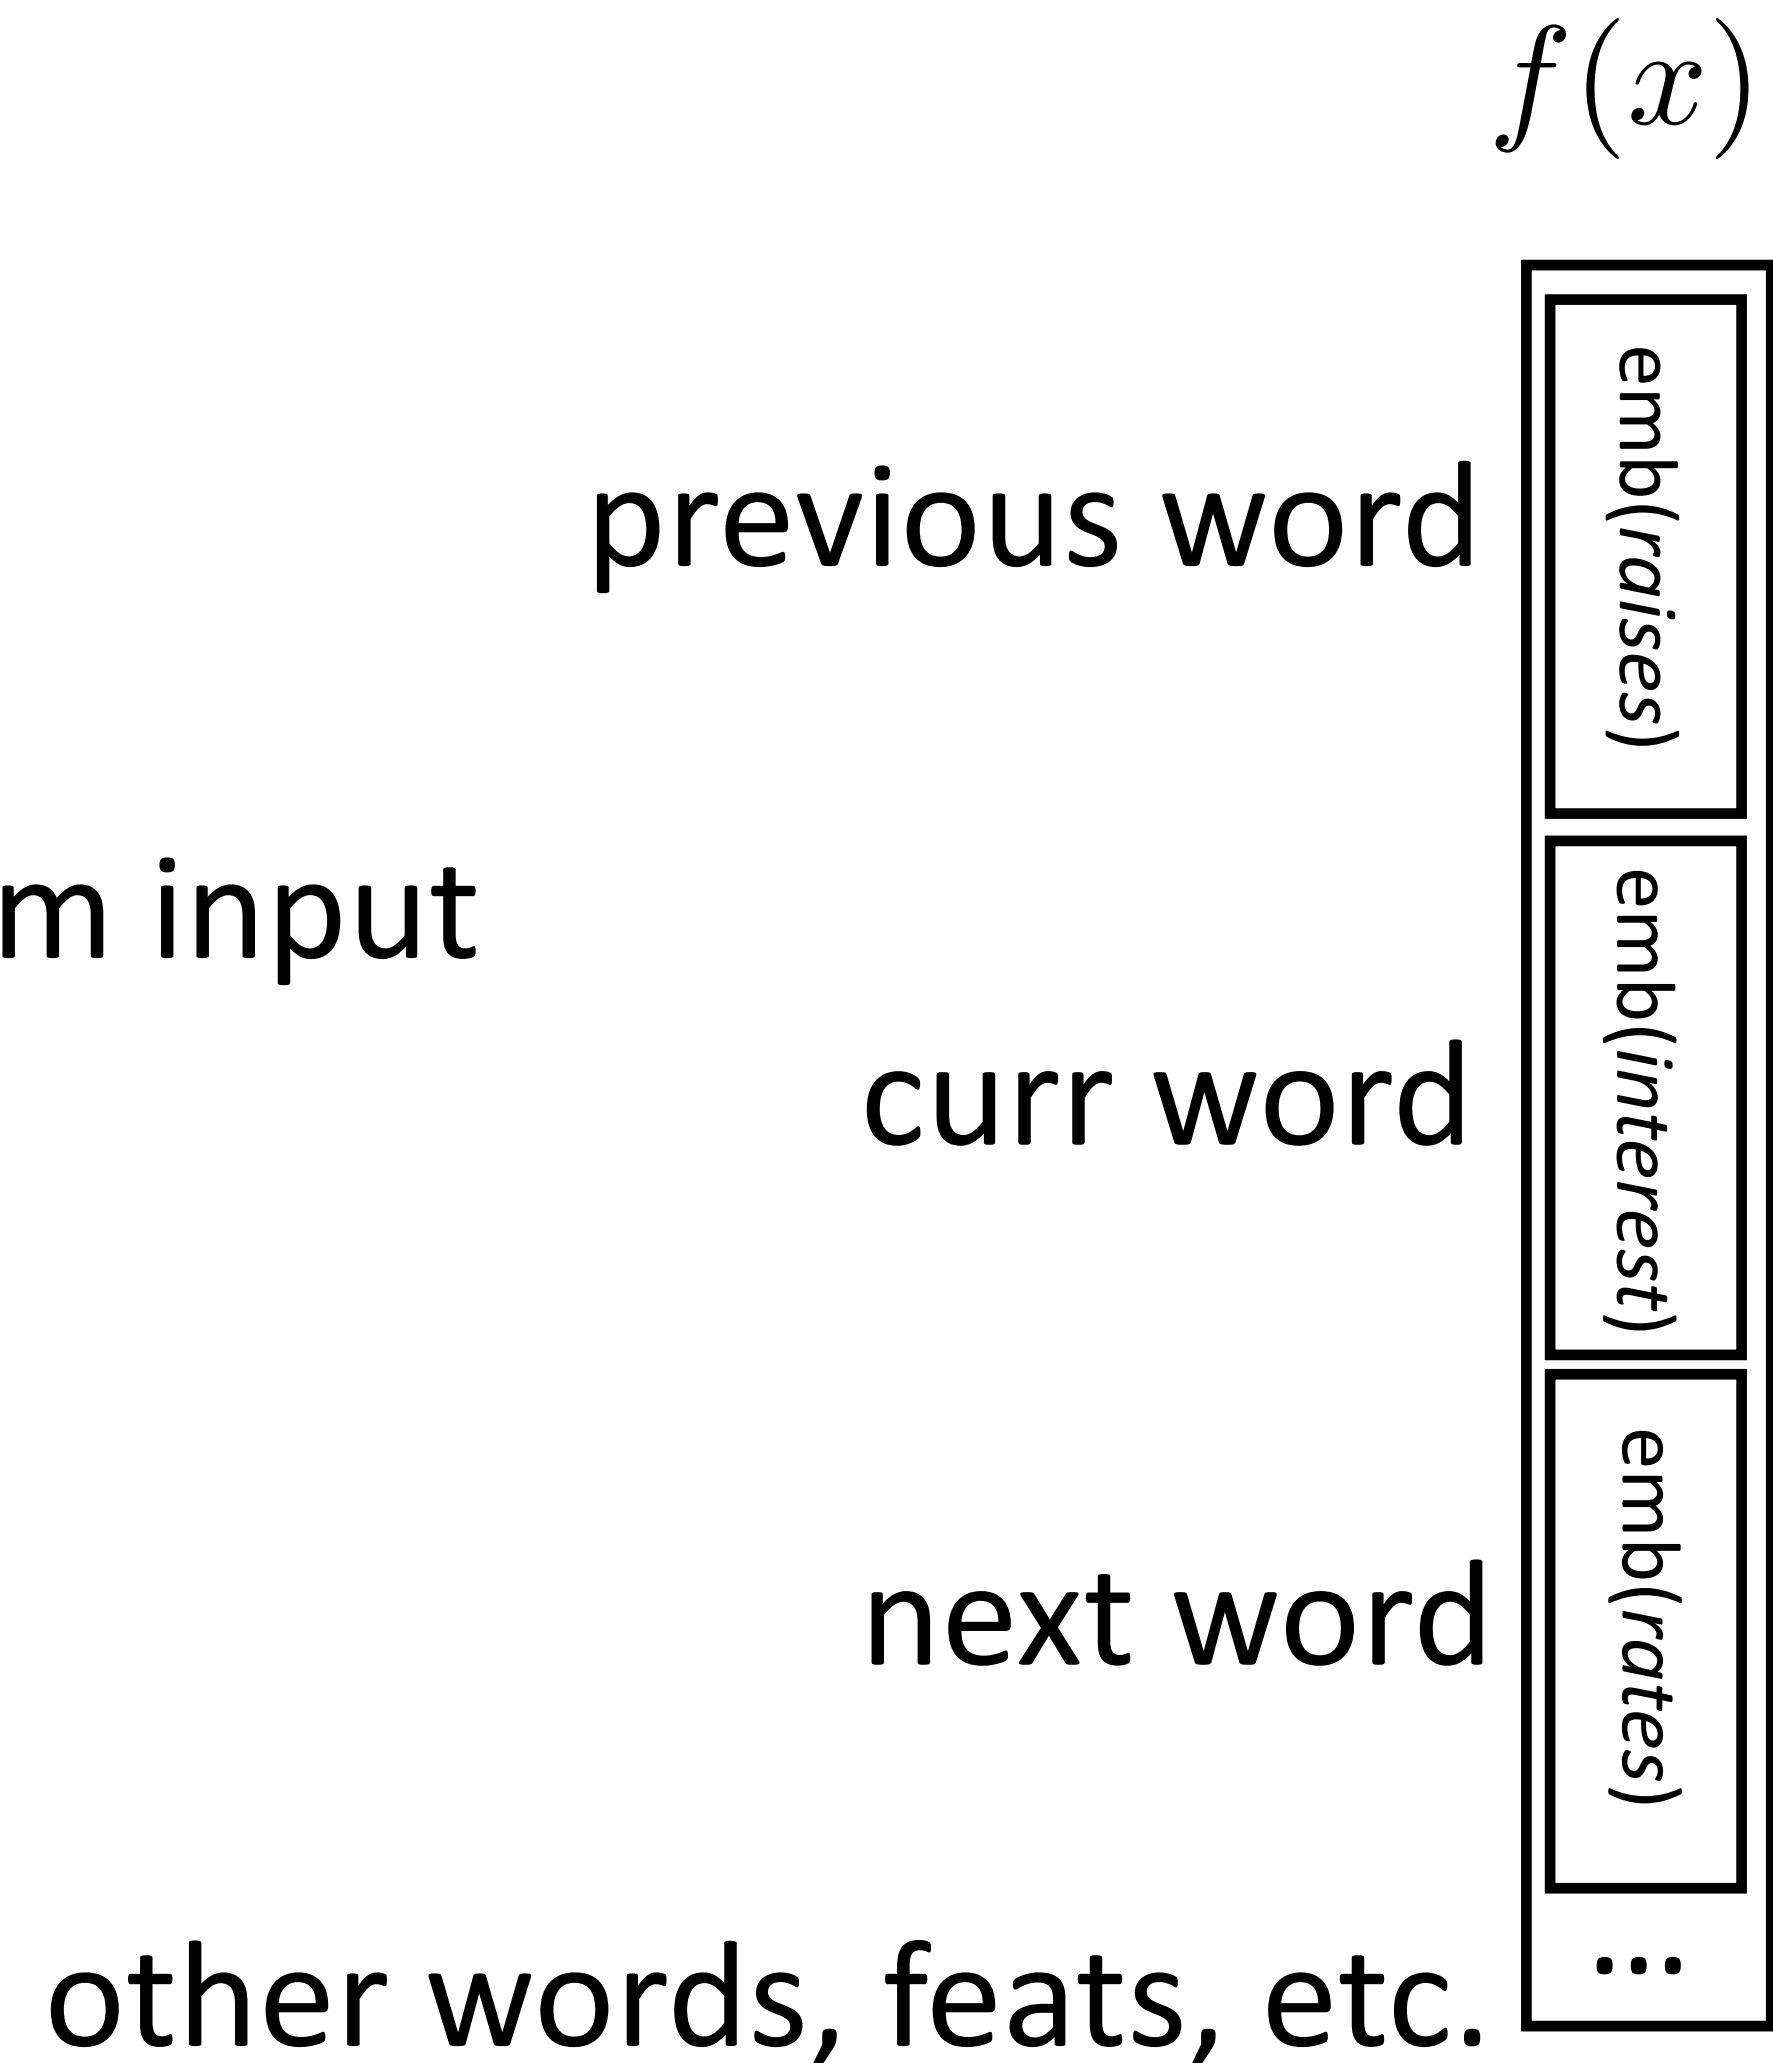 f(x)
previous word
emb(raises)
m input
curr word
emb(interest)
next word
emb(rates)
other words, feats, etc.
...